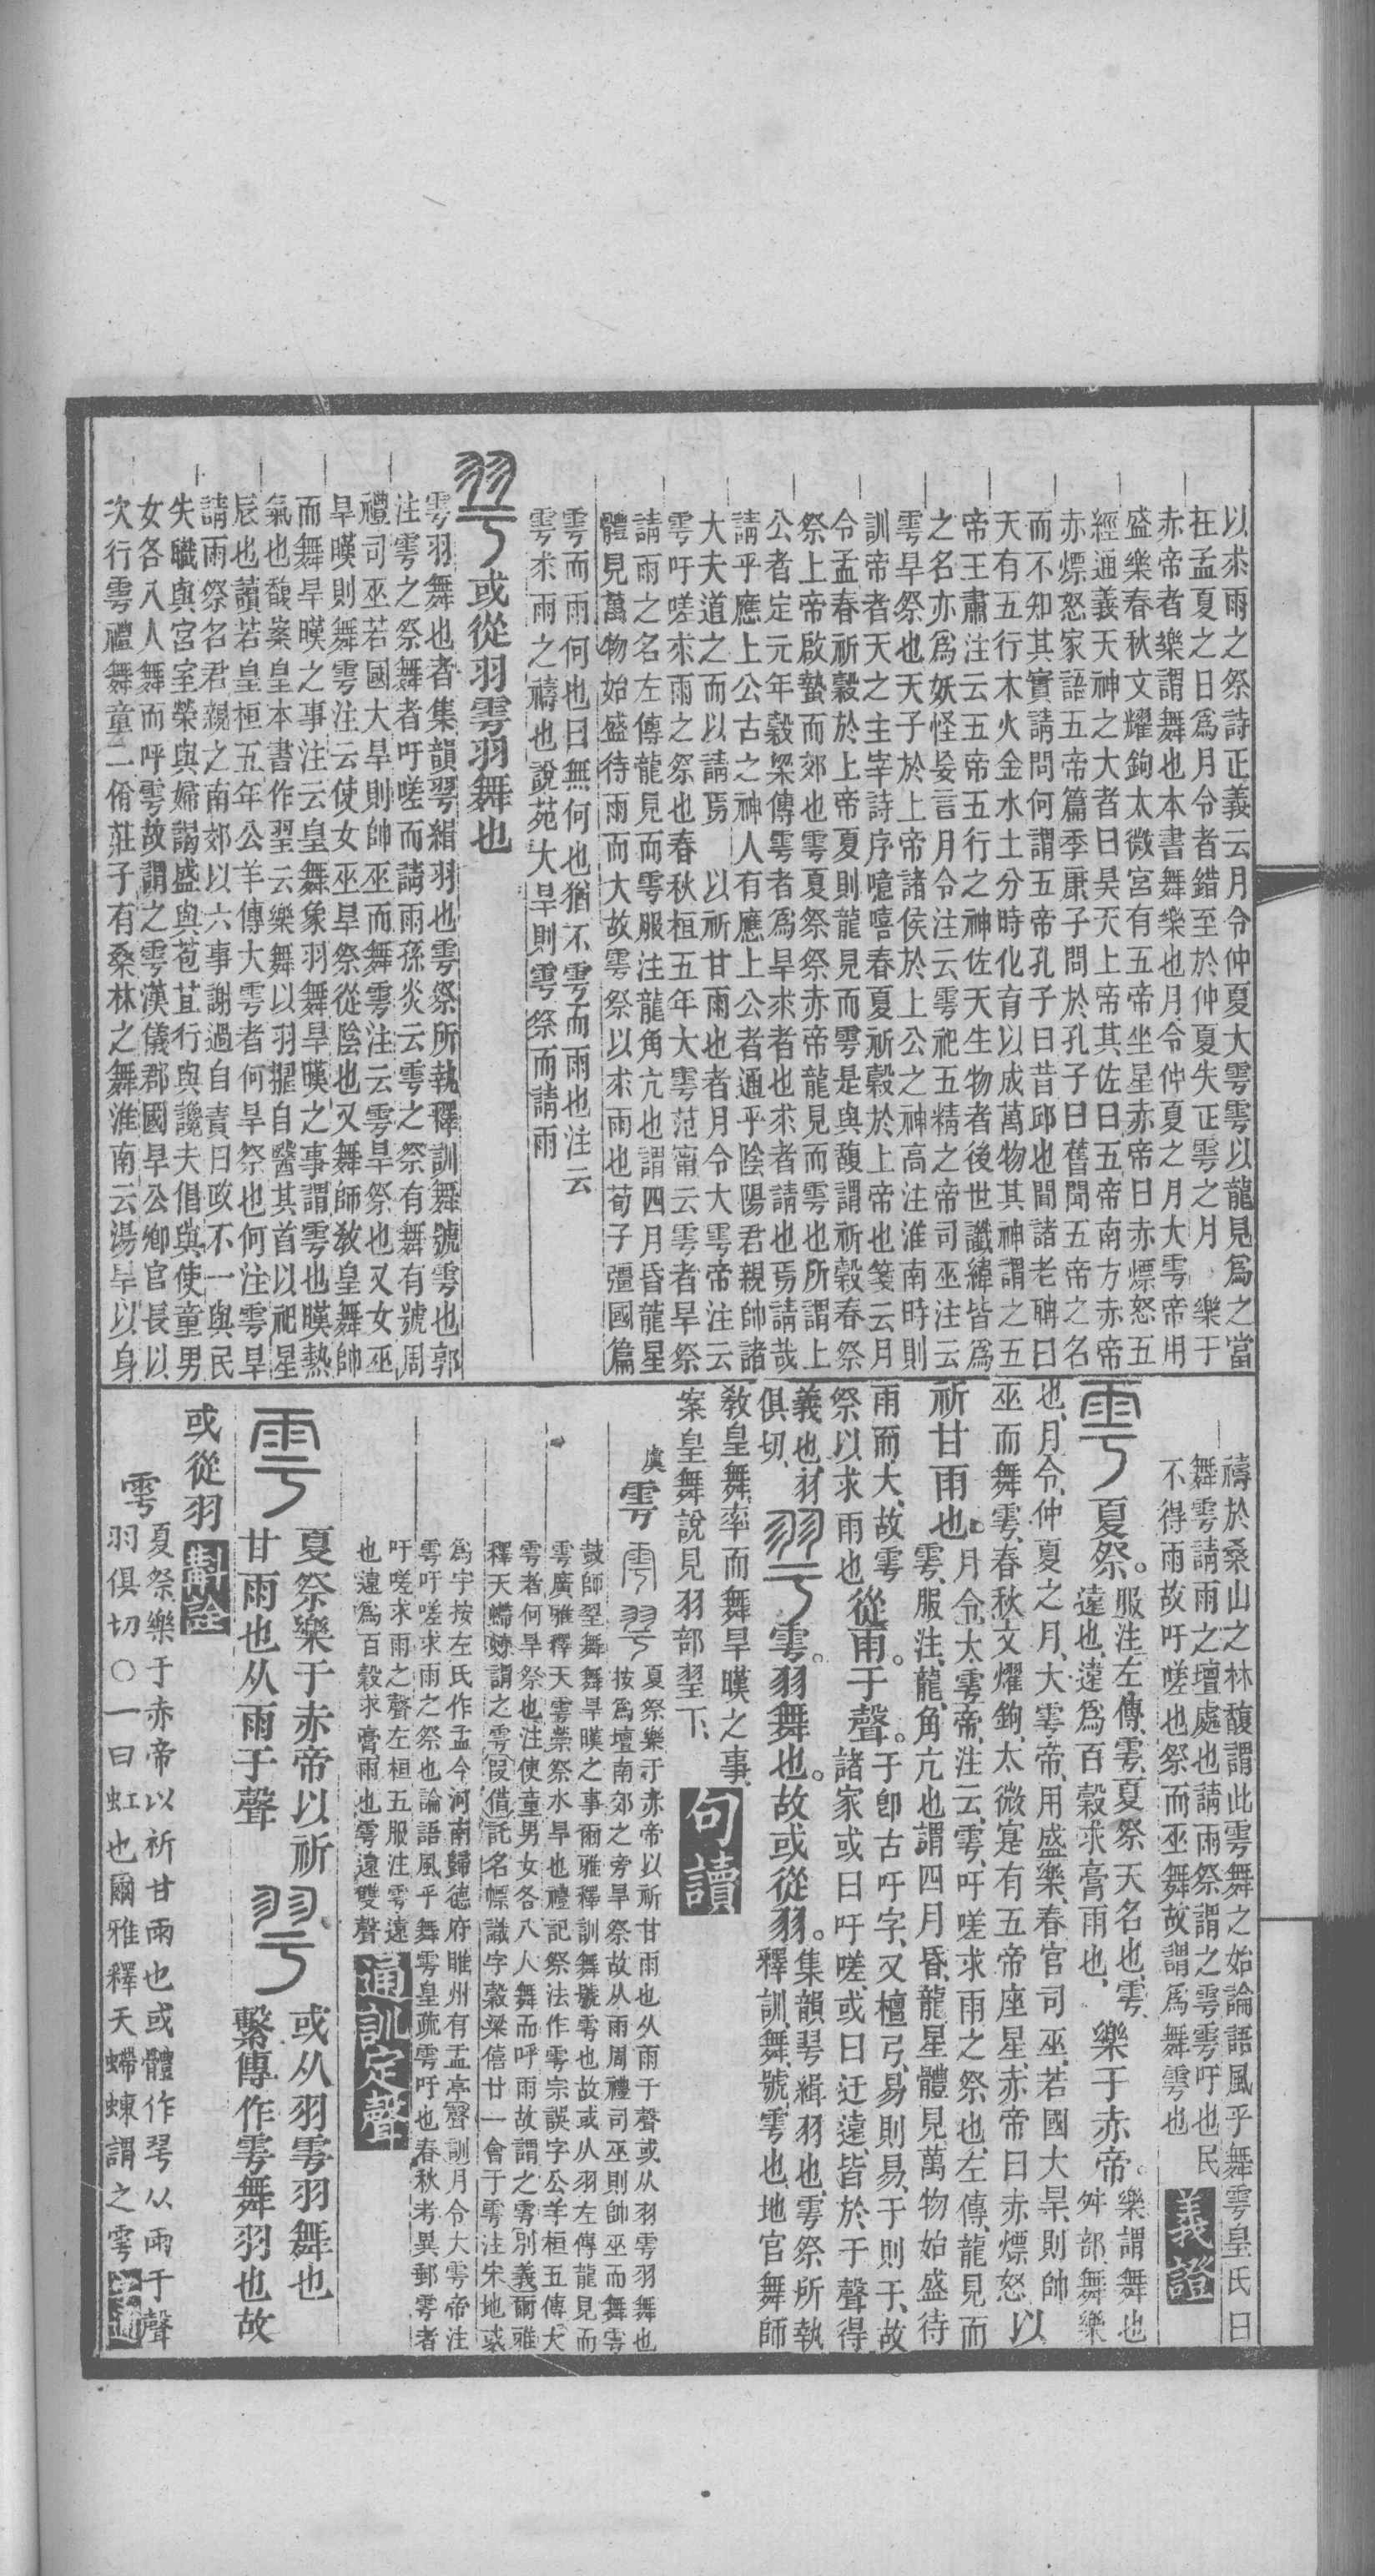 以求雨之祭詩正義云月令仲夏大雩雩以龍見爲之當
在孟夏之日爲月令者錯至於仲夏失正雩之月　樂于
赤帝者樂謂舞也本書舞樂也月令仲夏之月大雩帝用
盛樂春秋文耀鉤太微宮有五帝坐星赤帝曰赤熛怒五
經通義天神之大者曰昊天上帝其佐曰五帝南方赤帝
赤熛怒家語五帝篇季康子問於孔子曰舊聞五帝之名
而不知其實請問何謂五帝孔子曰昔邱也聞諸老聃曰
天有五行木火金水土分時化育以成萬物其神謂之五
帝王肅注云五帝五行之神佐天生物者後世讖緯皆爲
之名亦爲妖怪妄言月令注云雩祀五精之帝司巫注云
雩旱祭也天子於上帝諸侯於上公之神高注淮南時則
訓帝者天之主宰詩序噫嘻春夏祈穀於上帝也箋云月
令孟春祈穀於上帝夏則龍見而雩是與馥謂祈穀春祭
祭上帝啟蟄而郊也雩夏祭祭赤帝龍見而雩也所謂上
公者定元年穀梁傳雩者爲旱求者也求者請也焉請哉
請乎應上公古之神人有應上公者通乎陰陽君親帥諸
大夫道之而以請焉　以祈甘雨也者月令大雩帝注云
雩吁嗟求雨之祭也春秋桓五年大雩范甯云雩者旱祭
請雨之名左傳龍見而雩服注龍角亢也謂四月昏龍星
體見萬物始盛待雨而大故雩祭以求雨也荀子彊國篇
雩而雨何也曰無何也猶不雩而雨也注云
雩求雨之禱也說苑大旱則雩祭而請雨
或從羽雩羽舞也
雩羽舞也者集韻䍿緝羽也雩祭所執釋訓舞號雩也郭
注雩之祭舞者吁嗟而請雨孫炎云雩之祭有舞有號周
禮司巫若國大旱則帥巫而舞雩注云雩旱祭也又女巫
旱暵則舞雩注云使女巫旱祭從陰也又舞師敎皇舞帥
而舞旱暵之事注云皇舞象羽舞旱暵之事謂雩也暵熱
氣也馥案皇本書作䍿云樂舞以羽𦑡自翳其首以祀星
辰也讀若皇桓五年公羊傳大雩者何旱祭也何注雩旱
請雨祭名君親之南郊以六事謝過自責曰政不一與民
失職與宮室榮與婦謁盛與苞苴行與讒夫倡與使童男
女各八人舞而呼雩故謂之雩漢儀郡國旱公卿官長以
次行雩禮舞童二佾莊子有桑林之舞淮南云湯旱以身
禱於桑山之林馥謂此雩舞之始論語風乎舞雩皇氏曰
舞雩請雨之壇處也請雨祭謂之雩雩吁也民
不得雨故吁嗟也祭而巫舞故謂爲舞雩也　義證
夏祭。服注左傳、雩、夏祭天名也、雩、遠也、遠爲百穀求膏雨也、樂于赤帝。樂謂舞也舛部、舞樂
也、月令、仲夏之月、大雩帝、用盛樂、春官司巫、若國大旱、則帥
巫而舞雩、春秋文燿鉤、太微宮有五帝座星、赤帝曰赤熛怒　以
祈甘雨也。月令、大雩帝、注云、雩、吁嗟求雨之祭也、左傳、龍見而雩、服注、龍、角亢也謂四月昏、龍星體見、萬物始盛待
雨而大、故雩祭以求雨也　從雨。于聲。于卽古吁字、又檀弓、易則易、于則于、故諸家或曰吁嗟、或曰迂遠、皆於于聲得
義也、羽俱切、雩。羽舞也。故或從羽。集韻䍿緝羽也、雩祭所執釋訓、舞、號、雩也、地官舞師
敎皇舞、率而舞旱暵之事、
案皇舞說見羽部䍿下、　句讀
虞
雩　夏祭樂于赤帝以祈甘雨也从雨于聲或从羽雩羽舞也
按爲壇南郊之旁旱祭故从雨周禮司巫則帥巫而舞雩
鼓師䍿舞舞旱暵之事爾雅釋訓舞號雩也故或从羽左傳龍見而
雩廣雅釋天雩禜祭水旱也禮記祭法作雩宗誤字公羊桓五傳大
雩者何旱祭也注使童男女各八人舞而呼雨故謂之雩別義爾雅
釋天螮蝀謂之雩叚借託名幖識字穀梁僖廿一會于雩注宋地或
爲宇按左氏作盂今河南歸德府睢州有盂亭聲訓月令大雩帝注
雩吁嗟求雨之祭也論語風乎舞雩皇疏雩吁也春秋考異郵雩者
吁嗟求雨之聲左桓五服注雩遠
也遠爲百穀求膏雨也雩遠雙聲　通訓定聲
夏祭樂于赤帝以祈
甘雨也从雨于聲
或从羽雩羽舞也
繫傳作雩舞羽也故
或從羽　斠詮
雩　夏祭樂于赤帝以祈甘雨也或體作䍿从雨于聲
羽俱切〇一曰虹也爾雅釋天螮蝀謂之雩